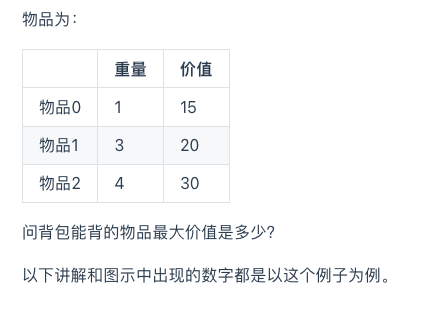 物品为：
重量 价值
物品0 1 15
物品1 3 20
物品2 4 30
问背包能背的物品最大价值是多少？
以下讲解和图示中出现的数字都是以这个例子为例。